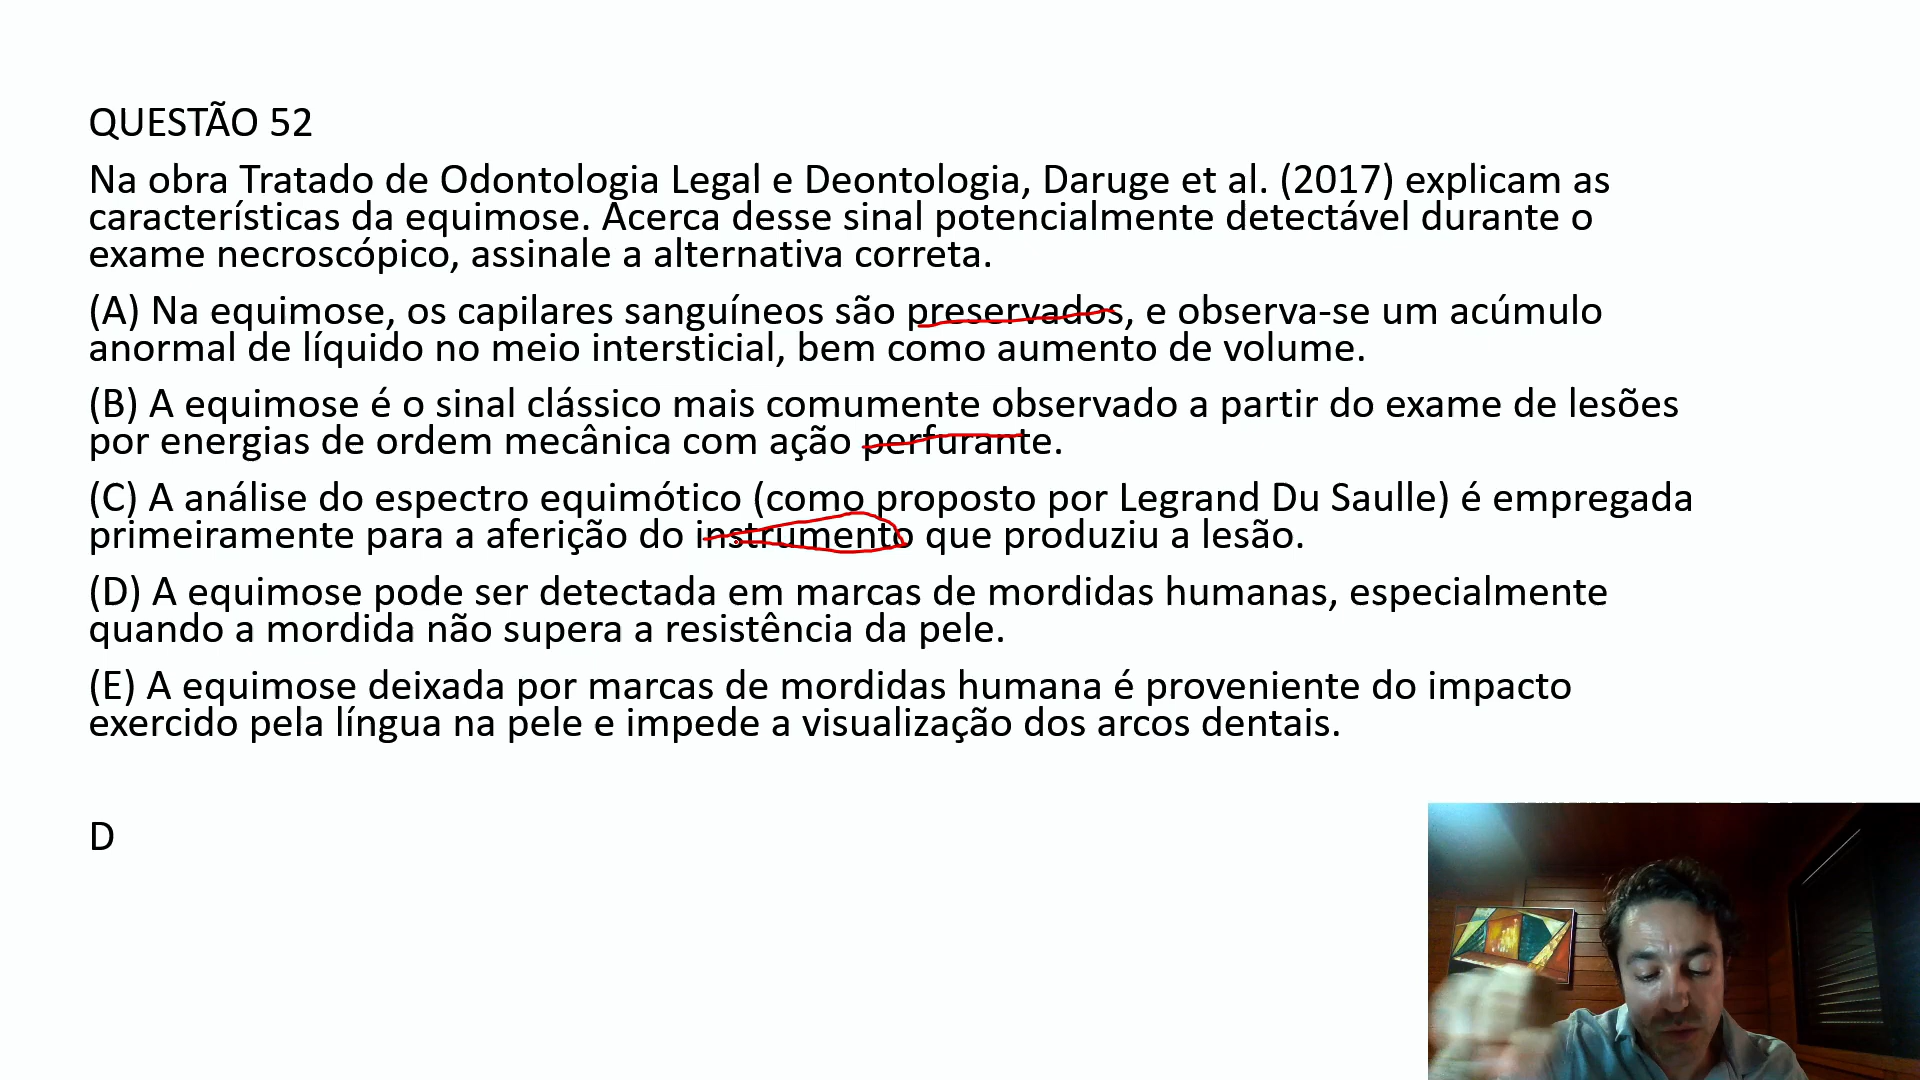 QUESTÃO 52
Na obra Tratado de Odontologia Legal e Deontologia, Daruge et al. (2017) explicam as
características da equimose. Acerca desse sinal potencialmente detectável durante o
exame necroscópico, assinale a alternativa correta.
(A) Na equimose, os capilares sanguíneos são preservados, e observa-se um acúmulo
anormal de líquido no meio intersticial, bem como aumento de volume.
(B) A equimose é o sinal clássico mais comumente observado a partir do exame de lesões
por energias de ordem mecânica com ação perfurante.
(C) A análise do espectro equimótico (como proposto por Legrand Du Saulle) é empregada
primeiramente para a aferição do instrumento que produziu a lesão.
(D) A equimose pode ser detectada em marcas de mordidas humanas, especialmente
quando a mordida não supera a resistência da pele.
(E) A equimose deixada por marcas de mordidas humana é proveniente do impacto
exercido pela língua na pele e impede a visualização dos arcos dentais.
D